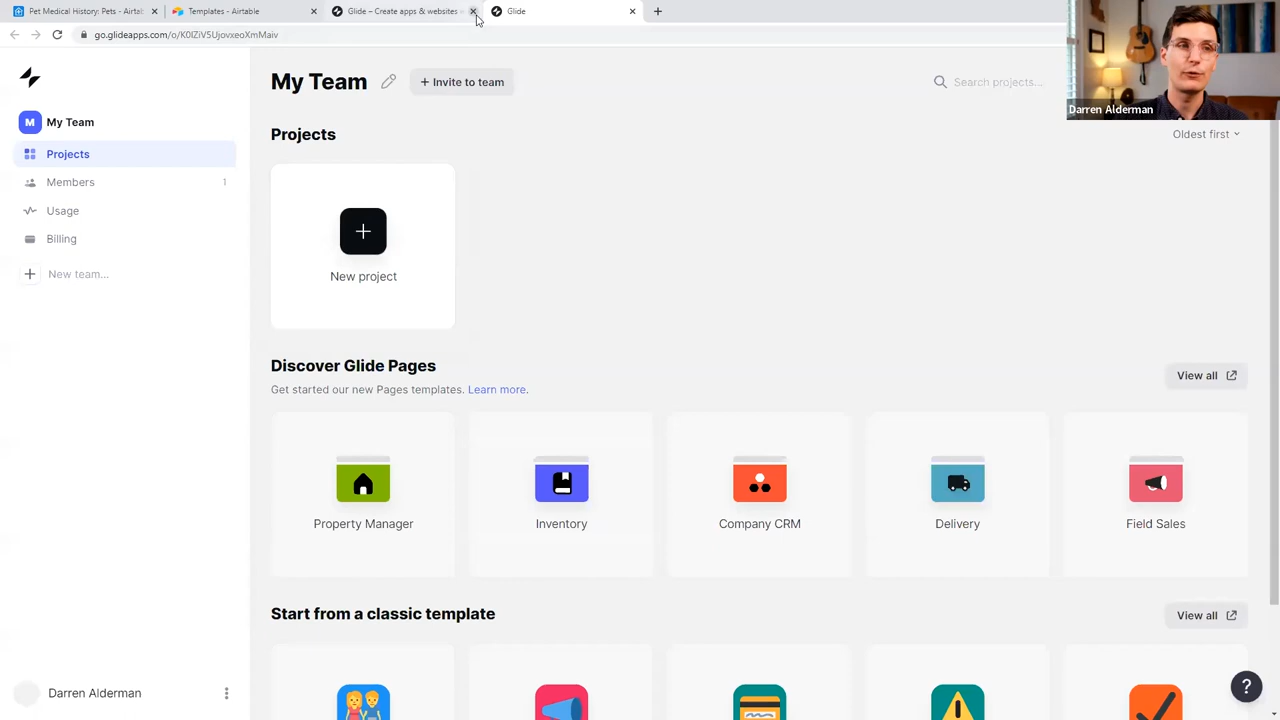 Pet Medical History: Pets - Airtal
Templates - Airtable
Glide – Create apps & websites
Glide
go.glideapps.com/o/K0IZiV5UjovxeoXmMaiv
Darren Alderman
My Team
Invite to team
Search projects...
M My Team
Projects
Oldest first
Projects
Members 1
Usage
Billing
New team...
New project
Discover Glide Pages
Get started our new Pages templates. Learn more.
View all
Property Manager
Inventory
Company CRM
Delivery
Field Sales
Start from a classic template
View all
Darren Alderman
?